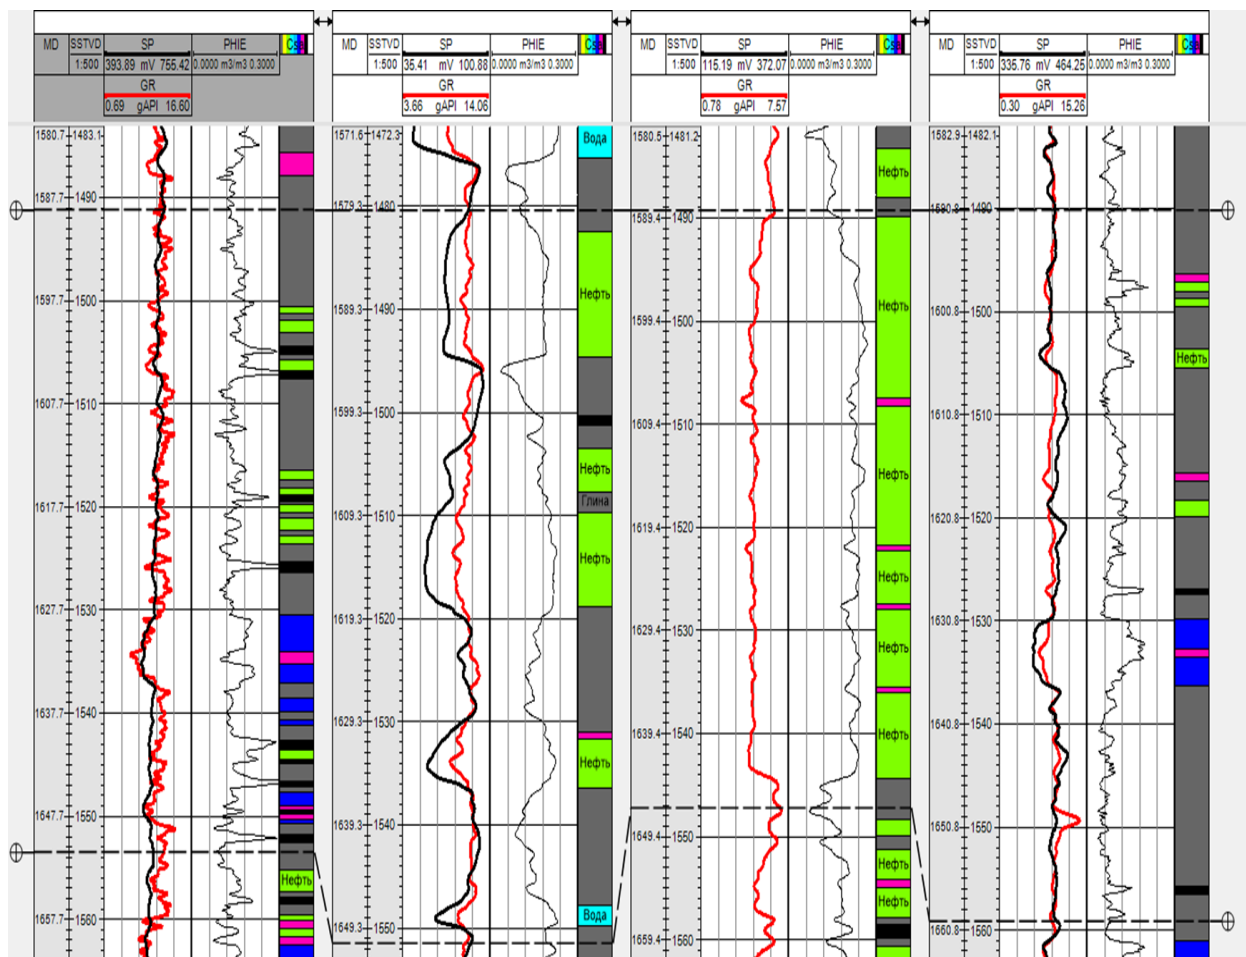 MD SSTVD SP PHIE Csa
1:500 393.89 mV 755.42 0.0000 m3/m3 0.3000
GR
0.69 gAPI 16.60
MD SSTVD SP PHIE Csa
1:500 35.41 mV 100.88 0.0000 m3/m3 0.3000
GR
3.66 gAPI 14.06
MD SSTVD SP PHIE Csa
1:500 115.19 mV 372.07 0.0000 m3/m3 0.3000
GR
0.78 gAPI 7.57
MD SSTVD SP PHIE Csa
1:500 335.76 mV 464.25 0.0000 m3/m3 0.3000
GR
0.30 gAPI 15.26
1580.7 1483.1
1587.7 1490
1597.7 1500
1607.7 1510
1617.7 1520
1627.7 1530
1637.7 1540
1647.7 1550
Нефть
1657.7 1560
1571.6 1472.3
Вода
1579.3 1480
Нефть
1589.3 1490
1599.3 1500
Нефть
Глина
1609.3 1510
Нефть
1619.3 1520
1629.3 1530
Нефть
1639.3 1540
Вода
1649.3 1550
1580.5 1481.2
Нефть
1589.4 1490
Нефть
1599.4 1500
1609.4 1510
Нефть
1619.4 1520
Нефть
1629.4 1530
Нефть
1639.4 1540
Нефть
1649.4 1550
Нефть
Нефть
1659.4 1560
1582.9 1482.1
1590.8 1490
1600.8 1500
Нефть
1610.8 1510
1620.8 1520
1630.8 1530
1640.8 1540
1650.8 1550
1660.8 1560